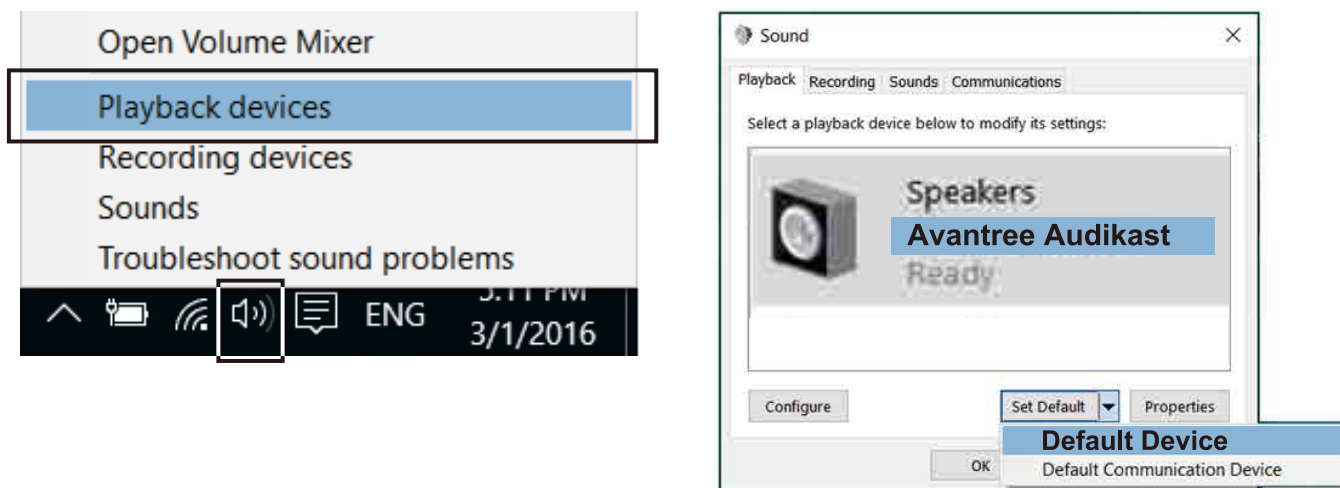 Open Volume Mixer
Playback devices
Recording devices
Sounds
Troubleshoot sound problems
ENG
3/1/2016
Sound
Playback Recording Sounds Communications
Select a playback device below to modify its settings:
Speakers
Avantree Audikast
Ready
Configure
Set Default
Properties
Default Device
OK
Default Communication Device